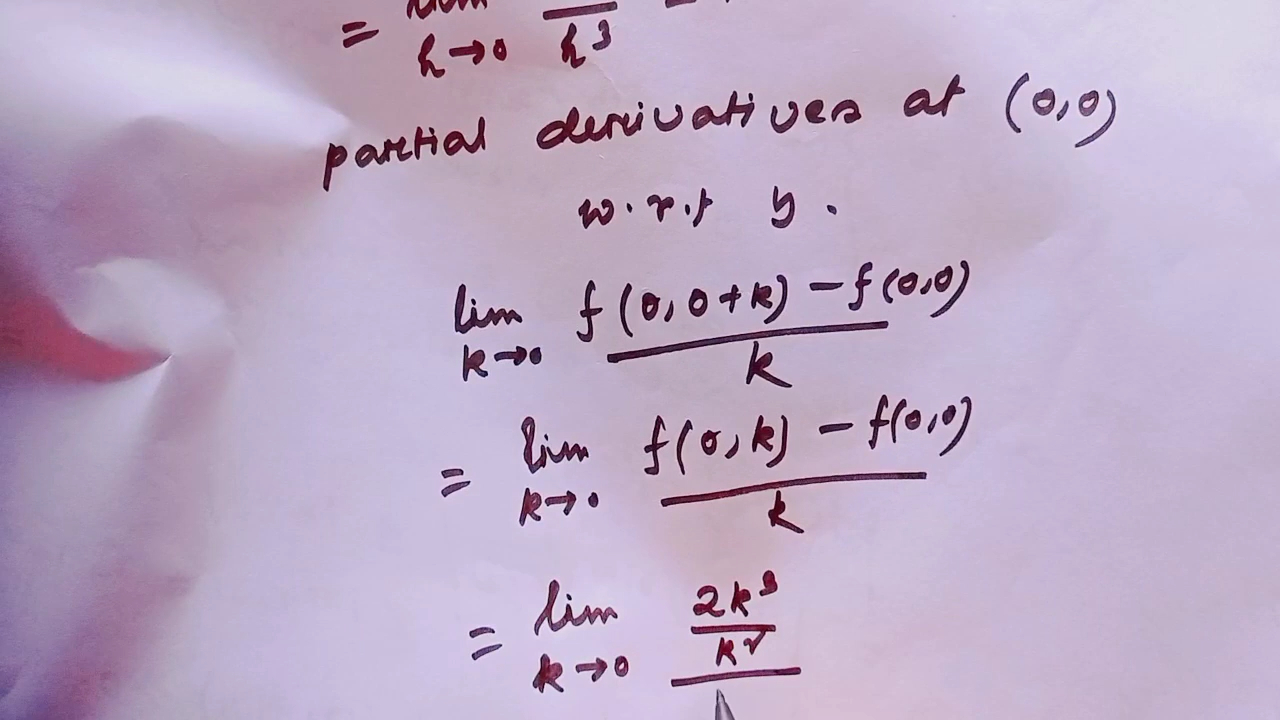 = lim
h→0 h³
partial derivatives at (0,0)
w.r.t y.
lim f(0,0+k) - f(0,0)
k→0 k
= lim f(0,k) - f(0,0)
k→0 k
= lim 2k³
k→0 k²